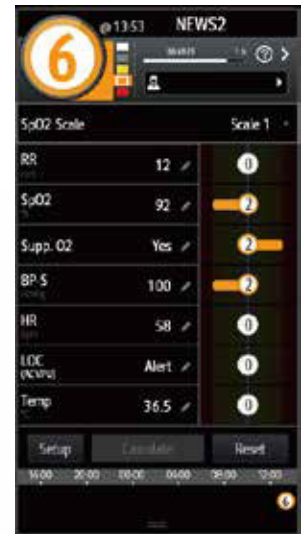 @ 13:53 NEWS2
6
?
SpO2 Scale Scale 1
RR 12 0
SpO2 92 2
Supp. O2 Yes 2
BP-S 100 2
HR 58 0
LOC Alert 0
(ACVPU)
Temp 36.5 0
Setup Calculate Reset
16:00 20:00 00:00 04:00 08:00 12:00
6